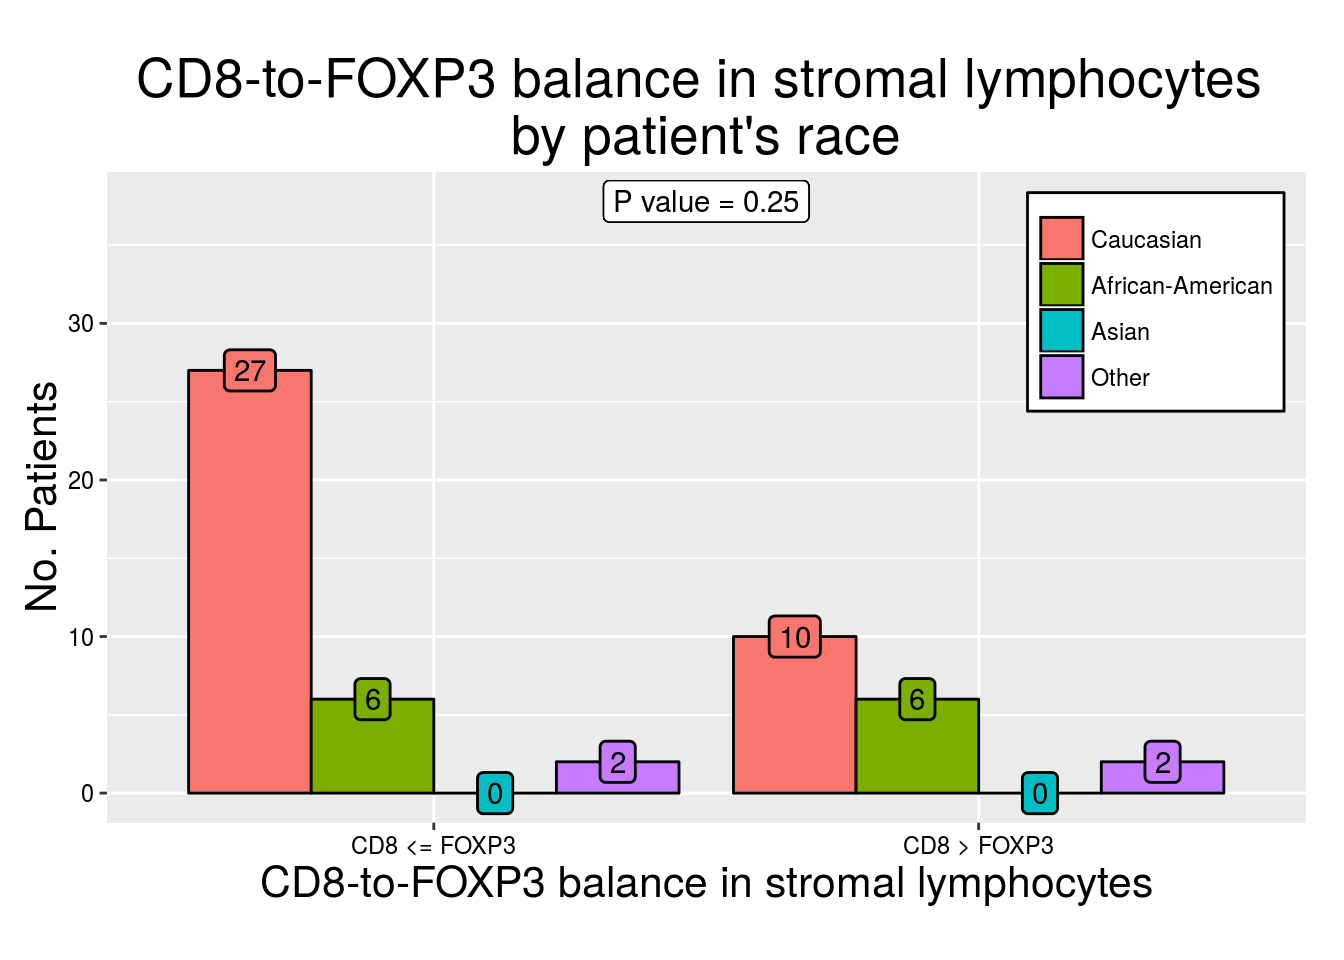 CD8-to-FOXP3 balance in stromal lymphocytes
by patient's race
P value = 0.25
Caucasian
African-American
Asian
Other
No. Patients
30
20
10
0
27
6
0
2
10
6
0
2
CD8 <= FOXP3
CD8 > FOXP3
CD8-to-FOXP3 balance in stromal lymphocytes